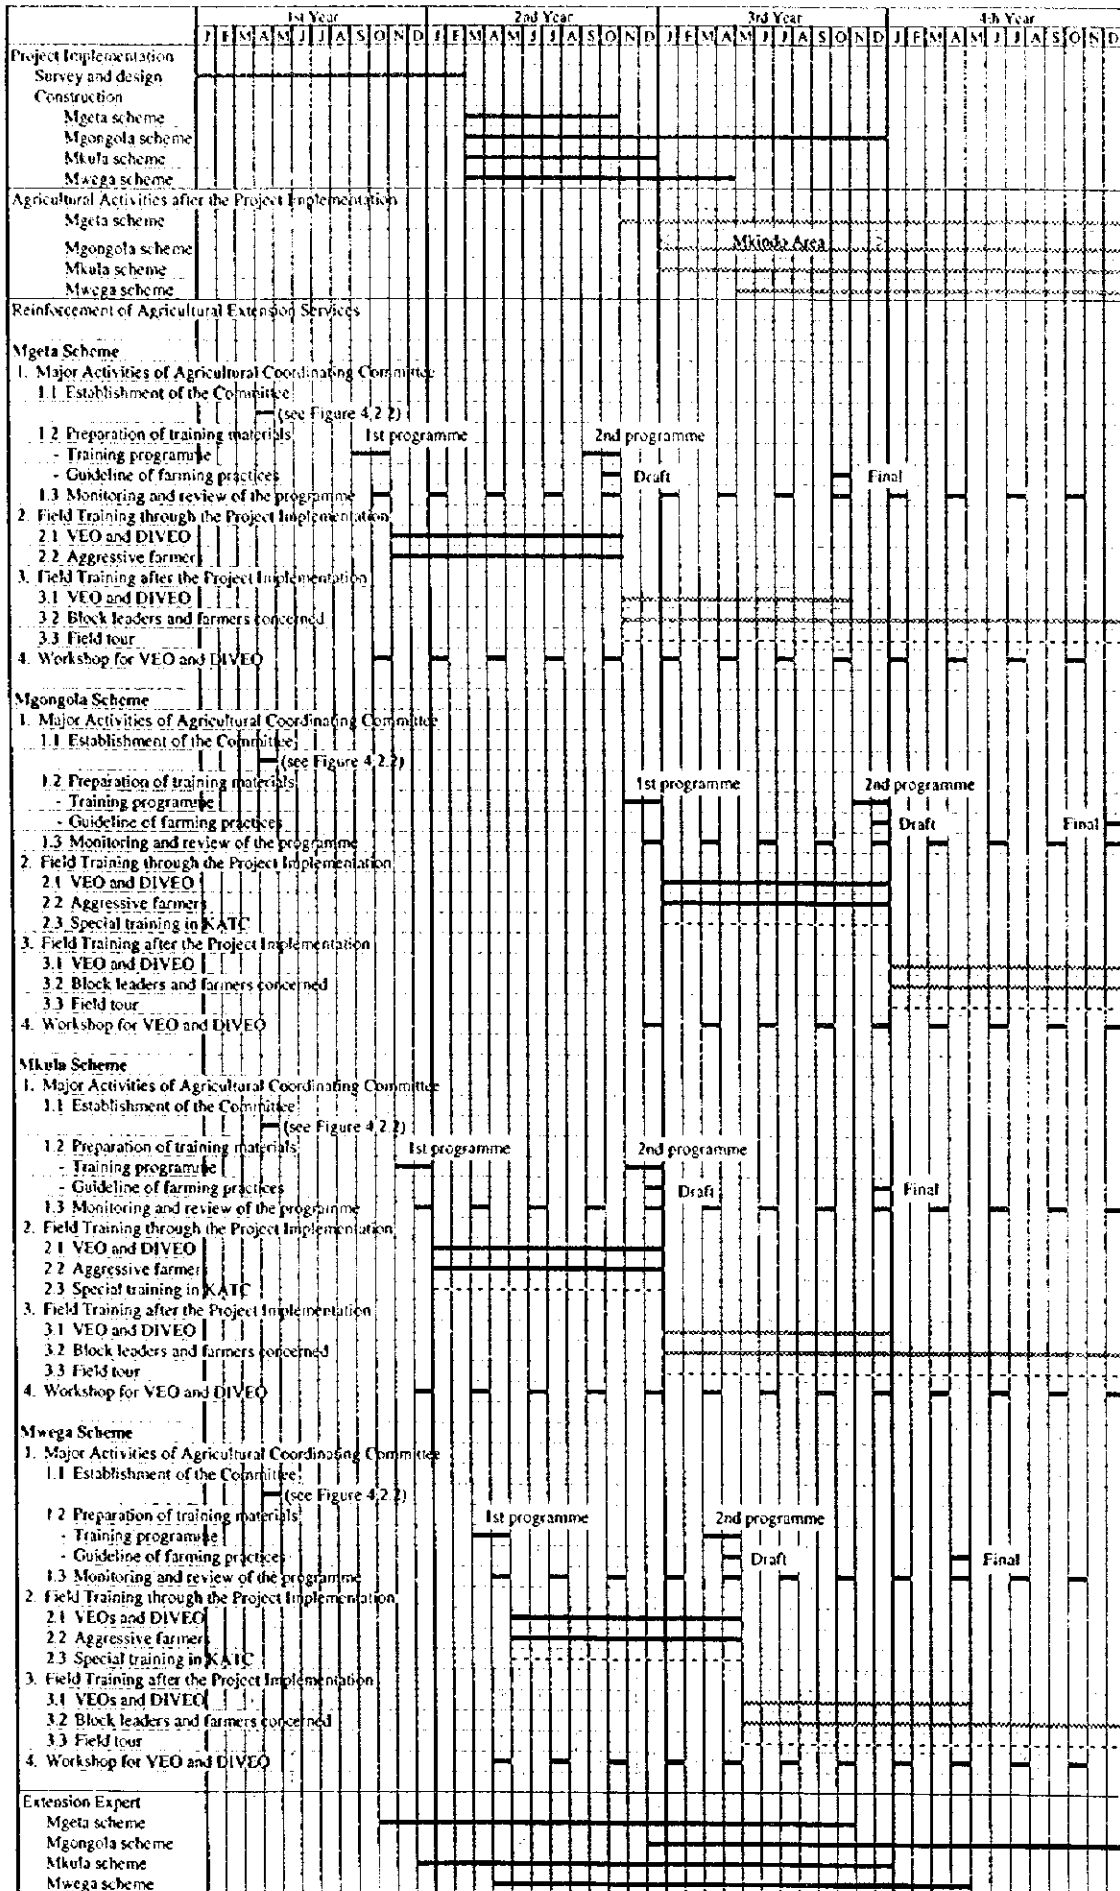 1st Year 2nd Year 3rd Year 4th Year
J F M A M J J A S O N D J F M A M J J A S O N D J F M A M J J A S O N D J F M A M J J A S O N D
Project Implementation
Survey and design
Construction
Mgeta scheme
Mgongola scheme
Mkula scheme
Mwega scheme
Agricultural Activities after the Project Implementation
Mgeta scheme
Mgongola scheme Mkindo Area
Mkula scheme
Mwega scheme
Reinforcement of Agricultural Extension Services
Mgeta Scheme
1. Major Activities of Agricultural Coordinating Committee
1.1 Establishment of the Committee
(see Figure 4.2.2)
1.2 Preparation of training materials 1st programme 2nd programme
- Training programme
- Guideline of farming practices Draft Final
1.3 Monitoring and review of the programme
2. Field Training through the Project Implementation
2.1 VEO and DIVEO
2.2 Aggressive farmers
3. Field Training after the Project Implementation
3.1 VEO and DIVEO
3.2 Block leaders and farmers concerned
3.3 Field tour
4. Workshop for VEO and DIVEO
Mgongola Scheme
1. Major Activities of Agricultural Coordinating Committee
1.1 Establishment of the Committee
(see Figure 4.2.2)
1.2 Preparation of training materials 1st programme 2nd programme
- Training programme
- Guideline of farming practices Draft Final
1.3 Monitoring and review of the programme
2. Field Training through the Project Implementation
2.1 VEO and DIVEO
2.2 Aggressive farmers
2.3 Special training in KATC
3. Field Training after the Project Implementation
3.1 VEO and DIVEO
3.2 Block leaders and farmers concerned
3.3 Field tour
4. Workshop for VEO and DIVEO
Mkula Scheme
1. Major Activities of Agricultural Coordinating Committee
1.1 Establishment of the Committee
(see Figure 4.2.2)
1.2 Preparation of training materials 1st programme 2nd programme
- Training programme
- Guideline of farming practices Draft Final
1.3 Monitoring and review of the programme
2. Field Training through the Project Implementation
2.1 VEO and DIVEO
2.2 Aggressive farmers
2.3 Special training in KATC
3. Field Training after the Project Implementation
3.1 VEO and DIVEO
3.2 Block leaders and farmers concerned
3.3 Field tour
4. Workshop for VEO and DIVEO
Mwega Scheme
1. Major Activities of Agricultural Coordinating Committee
1.1 Establishment of the Committee
(see Figure 4.2.2)
1.2 Preparation of training materials 1st programme 2nd programme
- Training programme
- Guideline of farming practices Draft Final
1.3 Monitoring and review of the programme
2. Field Training through the Project Implementation
2.1 VEOs and DIVEO
2.2 Aggressive farmers
2.3 Special training in KATC
3. Field Training after the Project Implementation
3.1 VEOs and DIVEO
3.2 Block leaders and farmers concerned
3.3 Field tour
4. Workshop for VEO and DIVEO
Extension Expert
Mgeta scheme
Mgongola scheme
Mkula scheme
Mwega scheme